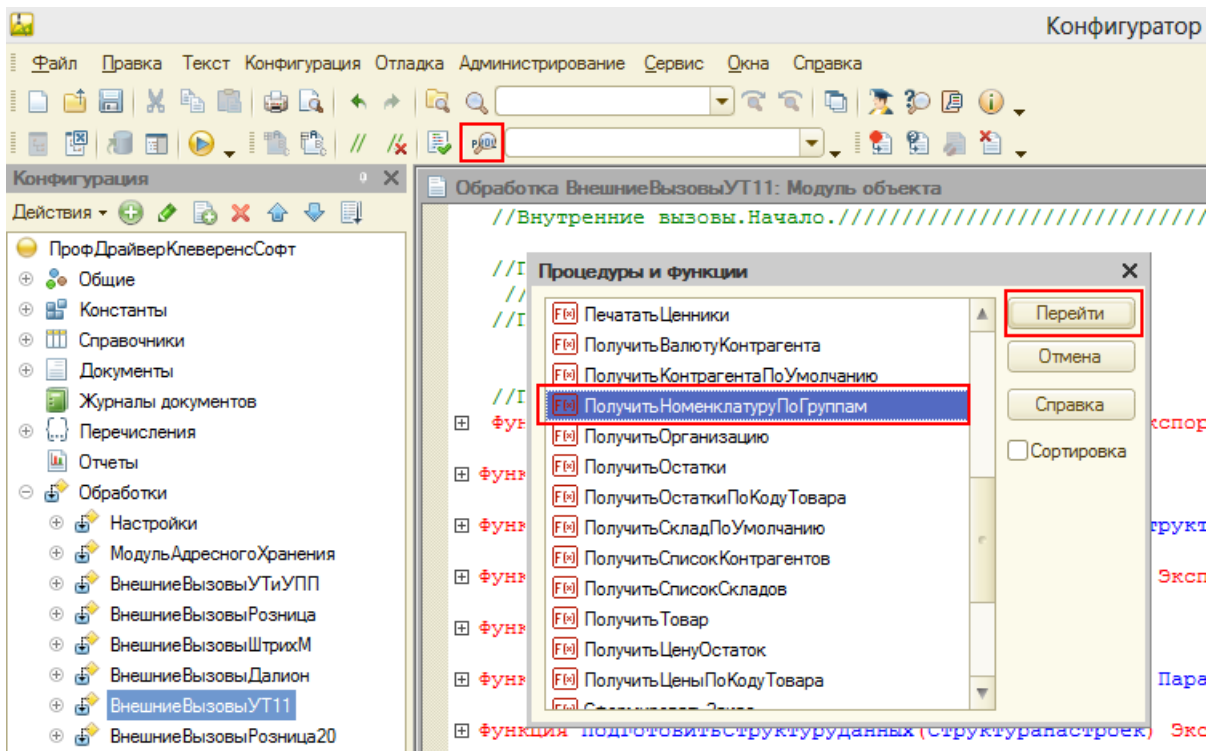 Конфигуратор
Файл Правка Текст Конфигурация Отладка Администрирование Сервис Окна Справка
Конфигурация
Действия
ПрофДрайверКлеверенсСофт
Общие
Константы
Справочники
Документы
Журналы документов
Перечисления
Отчеты
Обработки
Настройки
МодульАдресногоХранения
ВнешниеВызовыУТиУПП
ВнешниеВызовыРозница
ВнешниеВызовыШтрихМ
ВнешниеВызовыДалион
ВнешниеВызовыУТ11
ВнешниеВызовыРозница20
Обработка ВнешниеВызовыУТ11: Модуль объекта
//Внутренние вызовы.Начало./////////////////////////////
Процедуры и функции
ПечататьЦенники
ПолучитьВалютуКонтрагента
ПолучитьКонтрагентаПоУмолчанию
ПолучитьНоменклатуруПоГруппам
ПолучитьОрганизацию
ПолучитьОстатки
ПолучитьОстаткиПоКодуТовара
ПолучитьСкладПоУмолчанию
ПолучитьСписокКонтрагентов
ПолучитьСписокСкладов
ПолучитьТовар
ПолучитьЦенуОстаток
ПолучитьЦеныПоКодуТовара
Перейти
Отмена
Справка
Сортировка
Функция ПодготовитьСтруктуруДанных(СтруктураНастроек) Экс